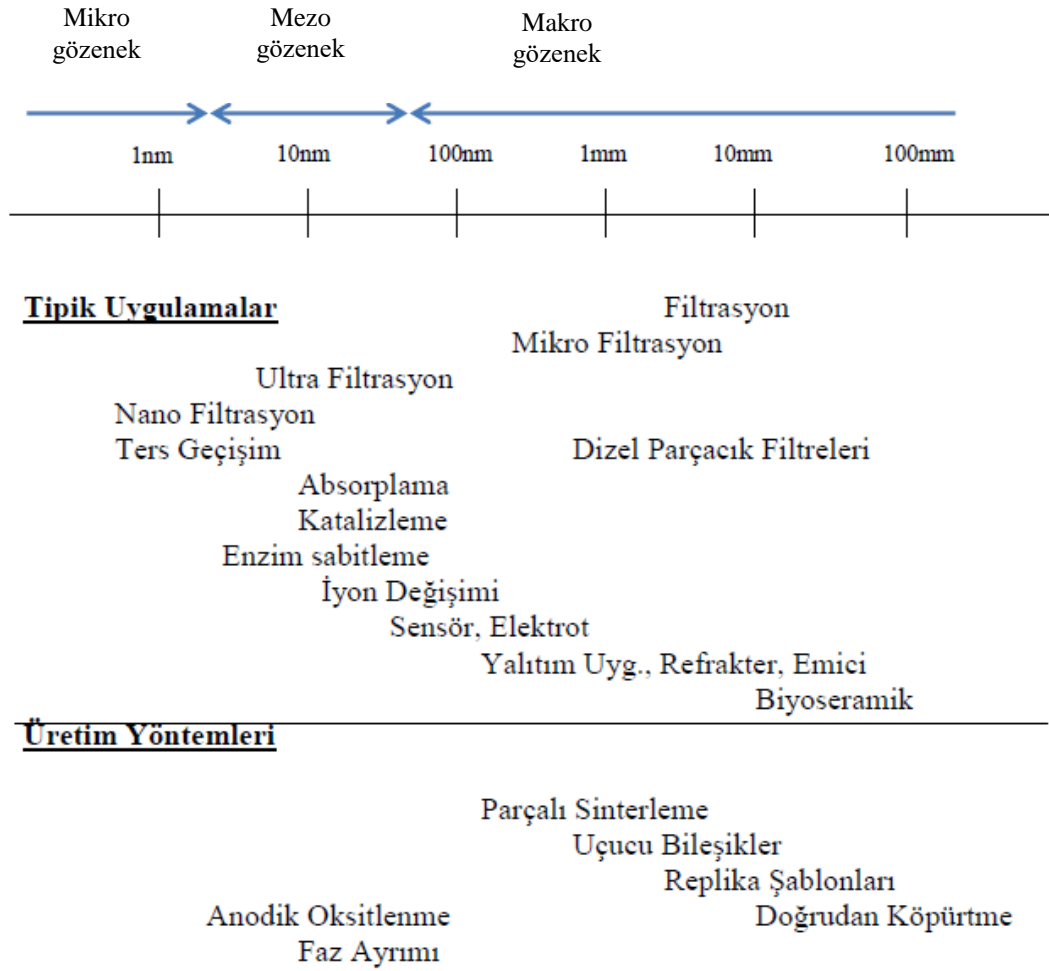 Mikro
gözenek
Mezo
gözenek
Makro
gözenek
1nm 10nm 100nm 1mm 10mm 100mm
Tipik Uygulamalar Filtrasyon
Mikro Filtrasyon
Ultra Filtrasyon
Nano Filtrasyon
Ters Geçişim Dizel Parçacık Filtreleri
Absorplama
Katalizleme
Enzim sabitleme
İyon Değişimi
Sensör, Elektrot
Yalıtım Uyg., Refrakter, Emici
Biyoseramik
Üretim Yöntemleri
Parçalı Sinterleme
Uçucu Bileşikler
Replika Şablonları
Anodik Oksitlenme Doğrudan Köpürtme
Faz Ayrımı